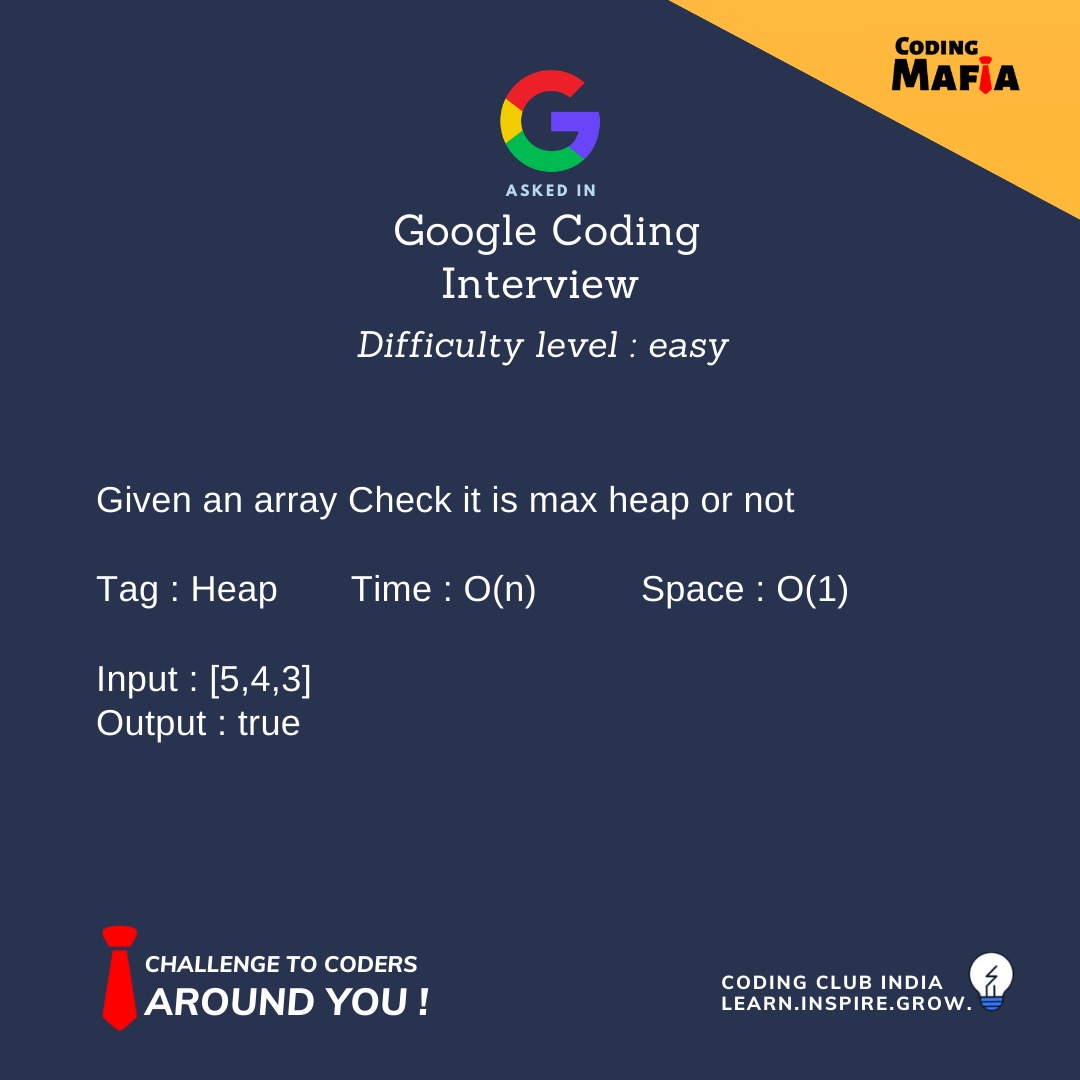 CODING
MAFIA
ASKED IN
Google Coding
Interview
Difficulty level : easy
Given an array Check it is max heap or not
Tag : Heap Time : O(n) Space : O(1)
Input : [5,4,3]
Output : true
CHALLENGE TO CODERS
AROUND YOU !
CODING CLUB INDIA
LEARN.INSPIRE.GROW.